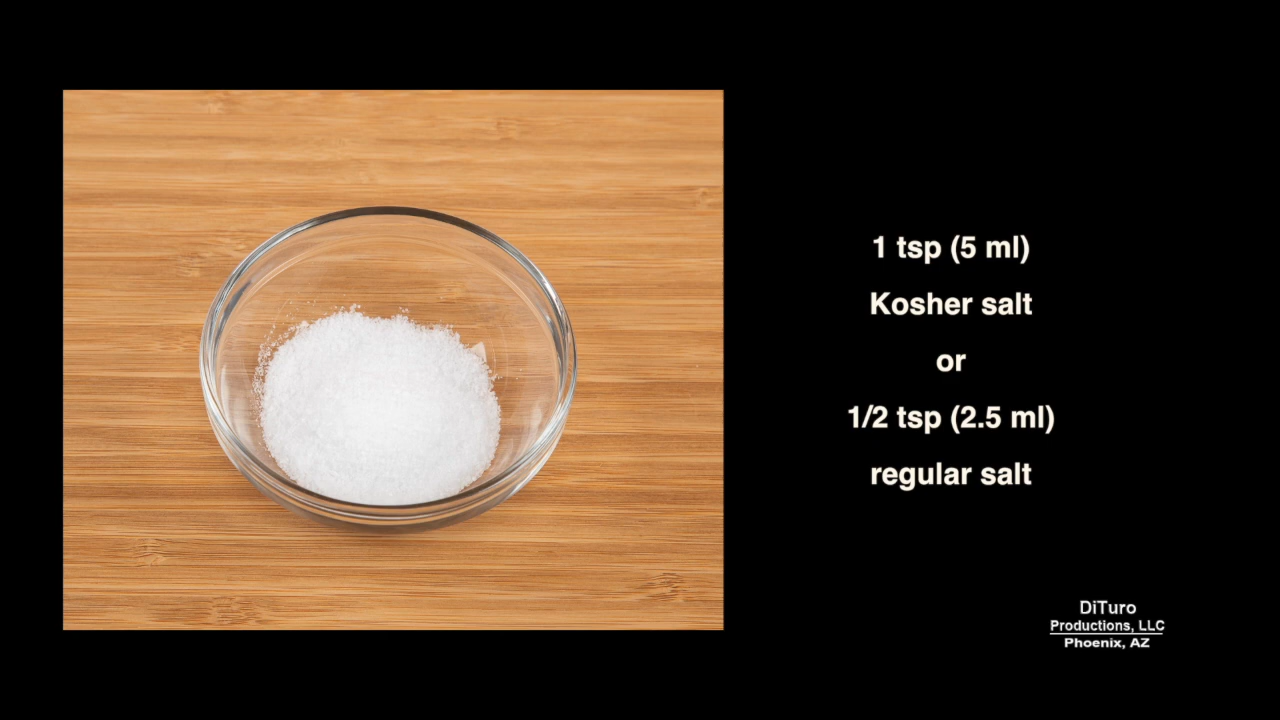 1 tsp (5 ml)
Kosher salt
or
1/2 tsp (2.5 ml)
regular salt
DiTuro
Productions, LLC
Phoenix, AZ